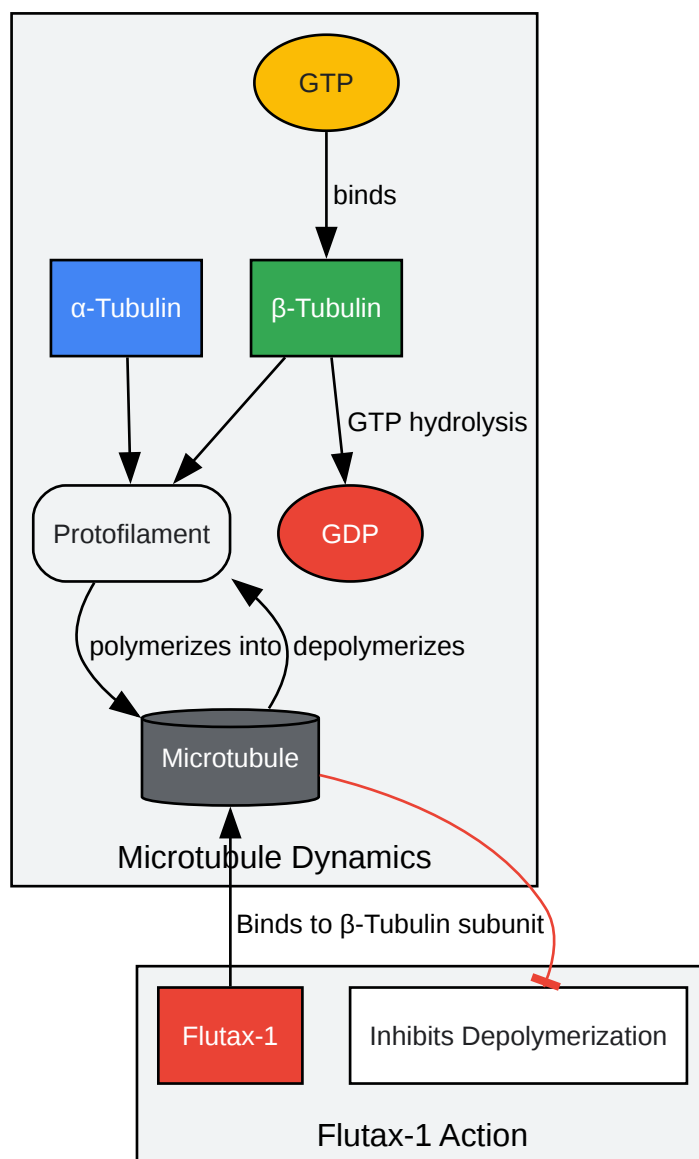 GTP
binds
α-Tubulin
β-Tubulin
GTP hydrolysis
Protofilament
GDP
polymerizes into
depolymerizes
Microtubule
Microtubule Dynamics
Binds to β-Tubulin subunit
Flutax-1
Inhibits Depolymerization
Flutax-1 Action